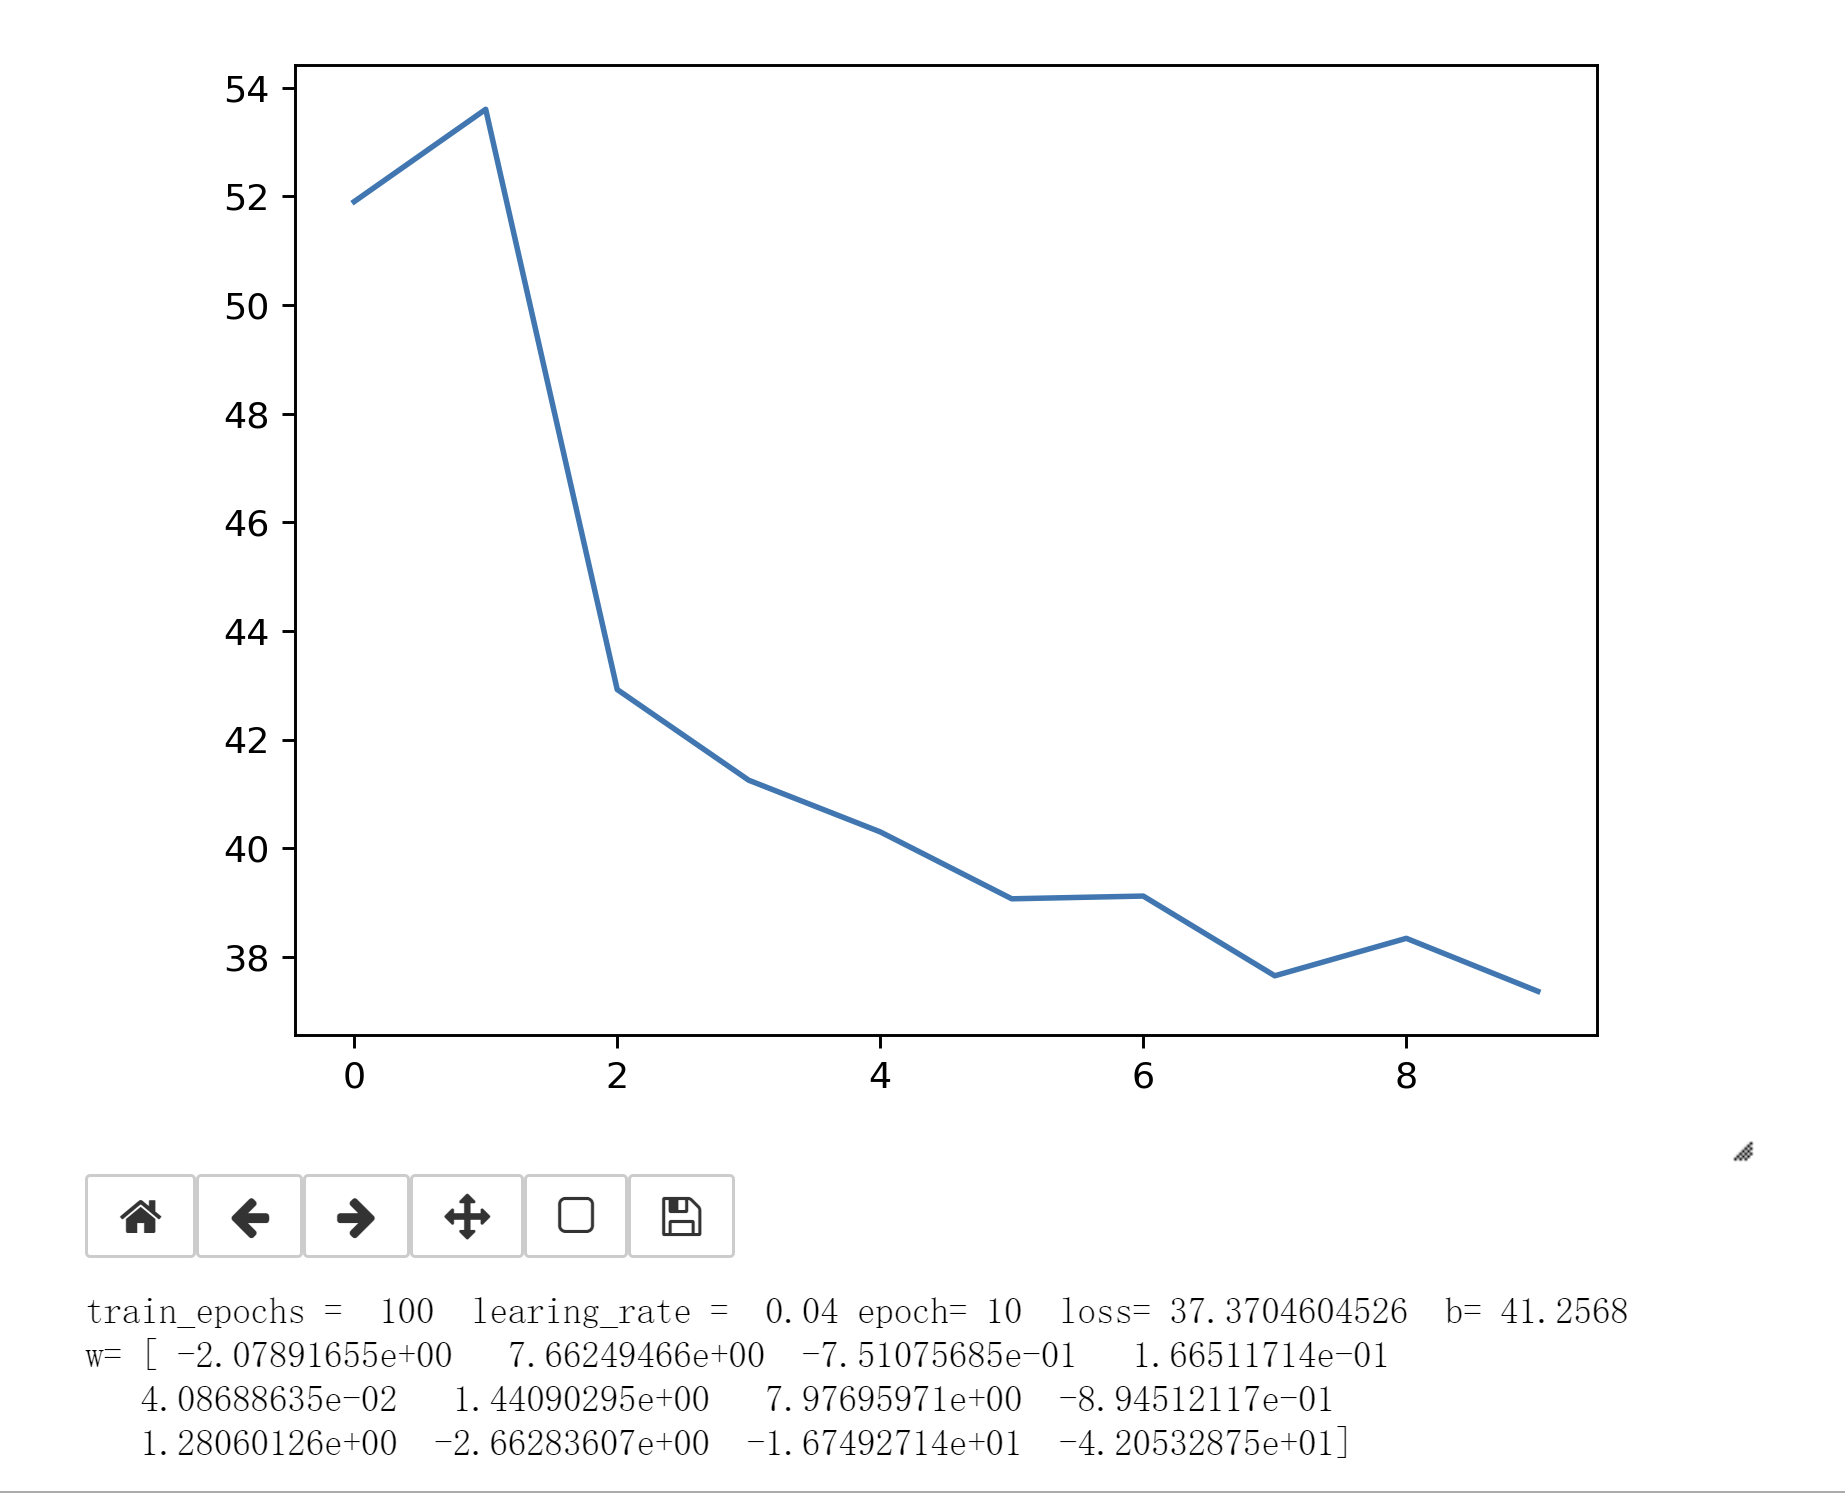 54
52
50
48
46
44
42
40
38
0 2 4 6 8
train_epochs =  100  learing_rate =  0.04 epoch= 10  loss= 37.3704604526  b= 41.2568
w= [ -2.07891655e+00   7.66249466e+00  -7.51075685e-01   1.66511714e-01
   4.08688635e-02   1.44090295e+00   7.97695971e+00  -8.94512117e-01
   1.28060126e+00  -2.66283607e+00  -1.67492714e+01  -4.20532875e+01]